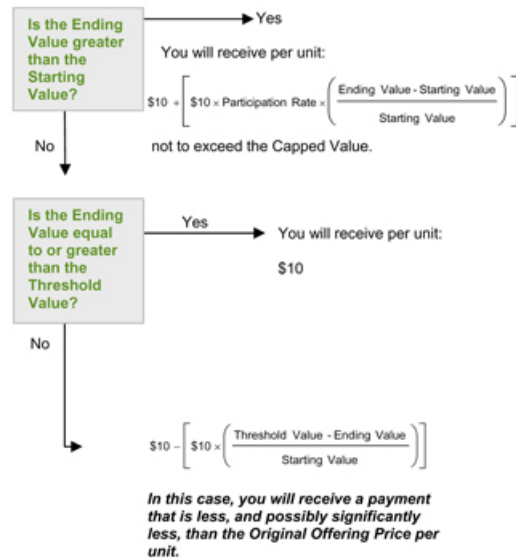 Is the Ending
Value greater
than the
Starting
Value?
Yes
You will receive per unit:
$10 + [ $10 × Participation Rate × ( Ending Value - Starting Value / Starting Value ) ]
No
not to exceed the Capped Value.
Is the Ending
Value equal
to or greater
than the
Threshold
Value?
Yes
You will receive per unit:
$10
No
$10 − [ $10 × ( Threshold Value - Ending Value / Starting Value ) ]
In this case, you will receive a payment
that is less, and possibly significantly
less, than the Original Offering Price per
unit.